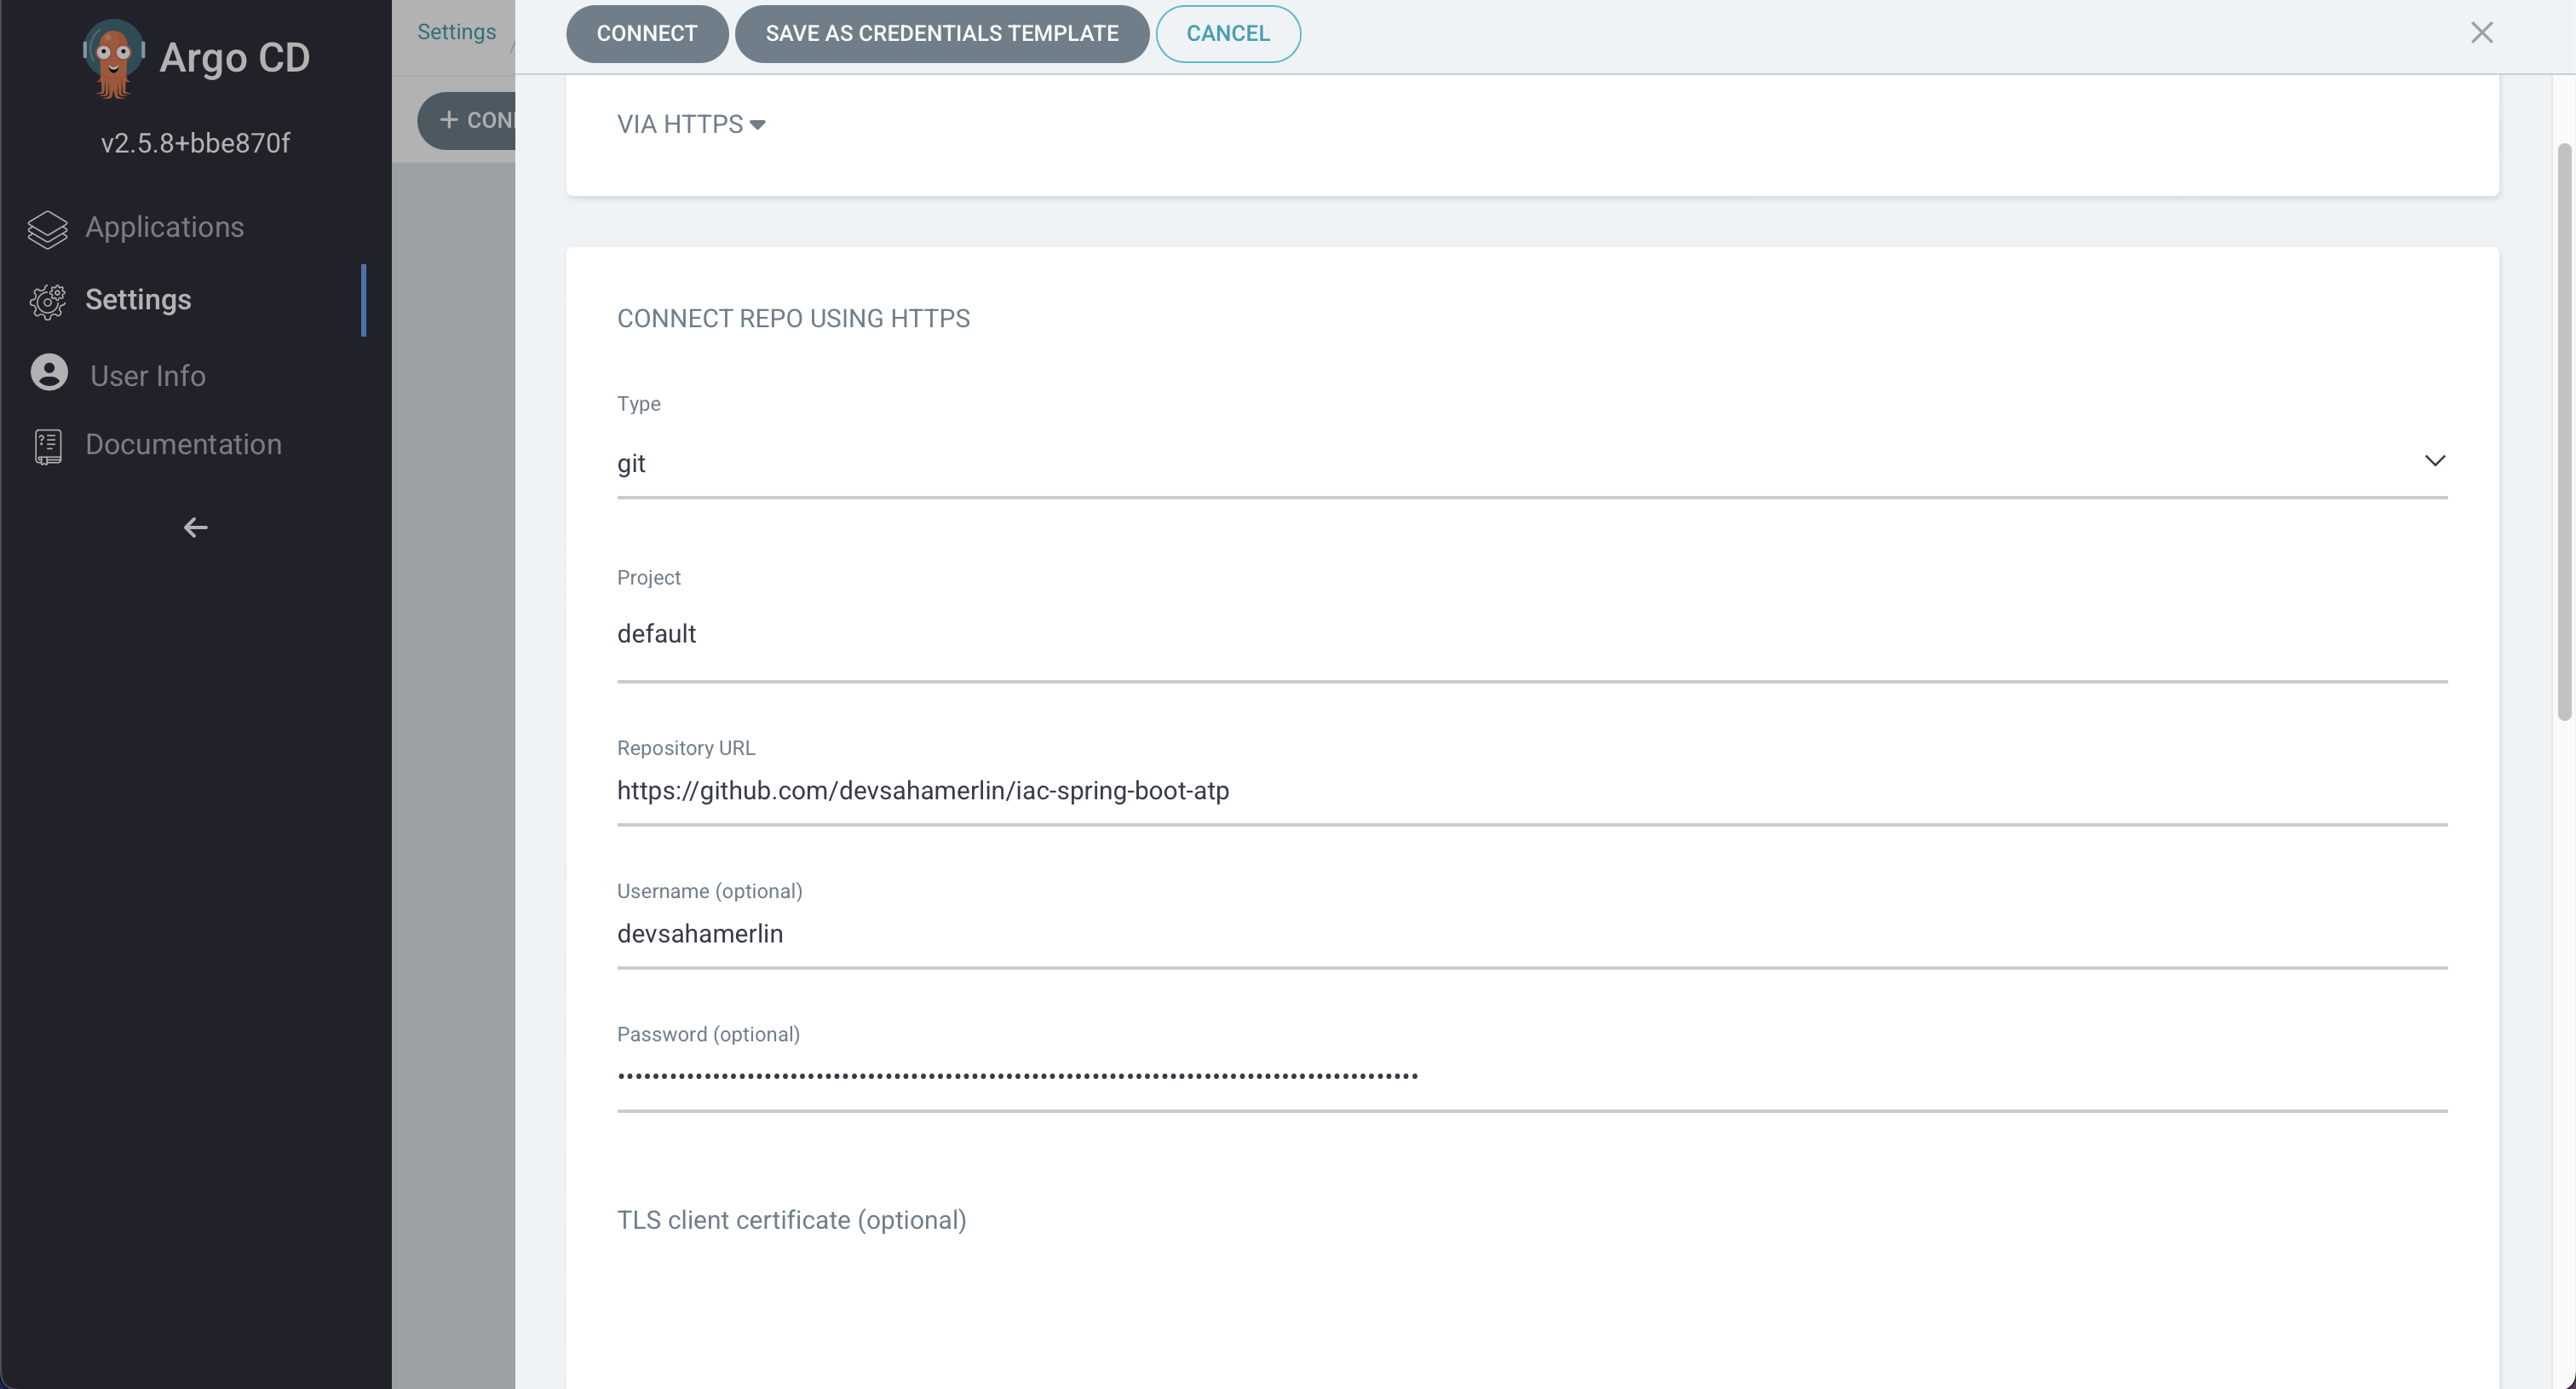 Argo CD
v2.5.8+bbe870f
Applications
Settings
User Info
Documentation
Settings /
+ CON
CONNECT
SAVE AS CREDENTIALS TEMPLATE
CANCEL
VIA HTTPS
CONNECT REPO USING HTTPS
Type
git
Project
default
Repository URL
https://github.com/devsahamerlin/iac-spring-boot-atp
Username (optional)
devsahamerlin
Password (optional)
TLS client certificate (optional)